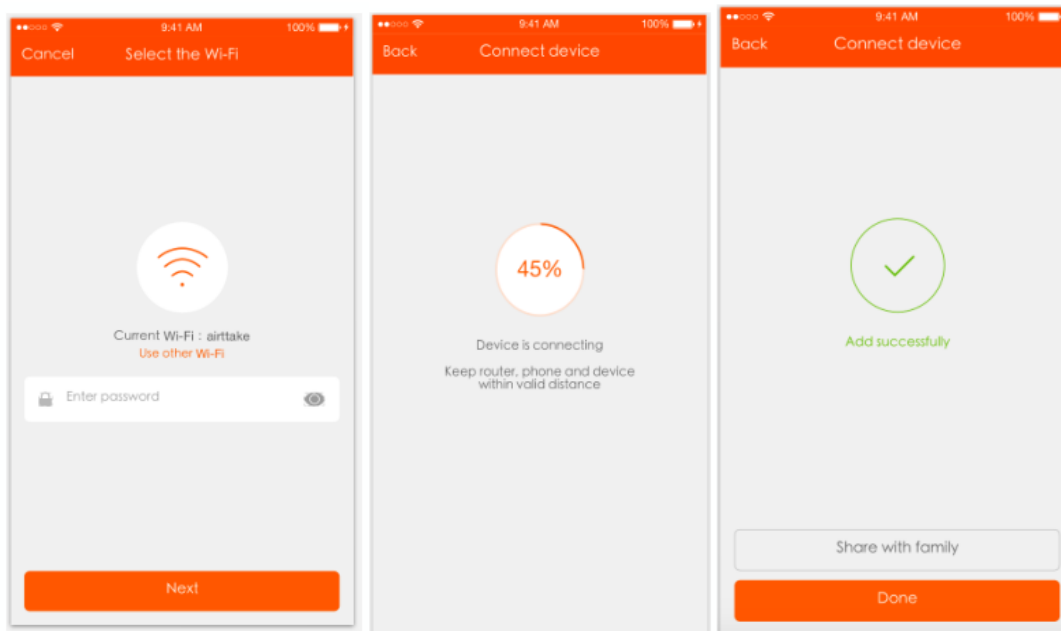 9:41 AM
100%
Cancel
Select the Wi-Fi
Current Wi-Fi : airttake
Use other Wi-Fi
Enter password
Next
9:41 AM
100%
Back
Connect device
45%
Device is connecting
Keep router, phone and device
within valid distance
9:41 AM
100%
Back
Connect device
Add successfully
Share with family
Done